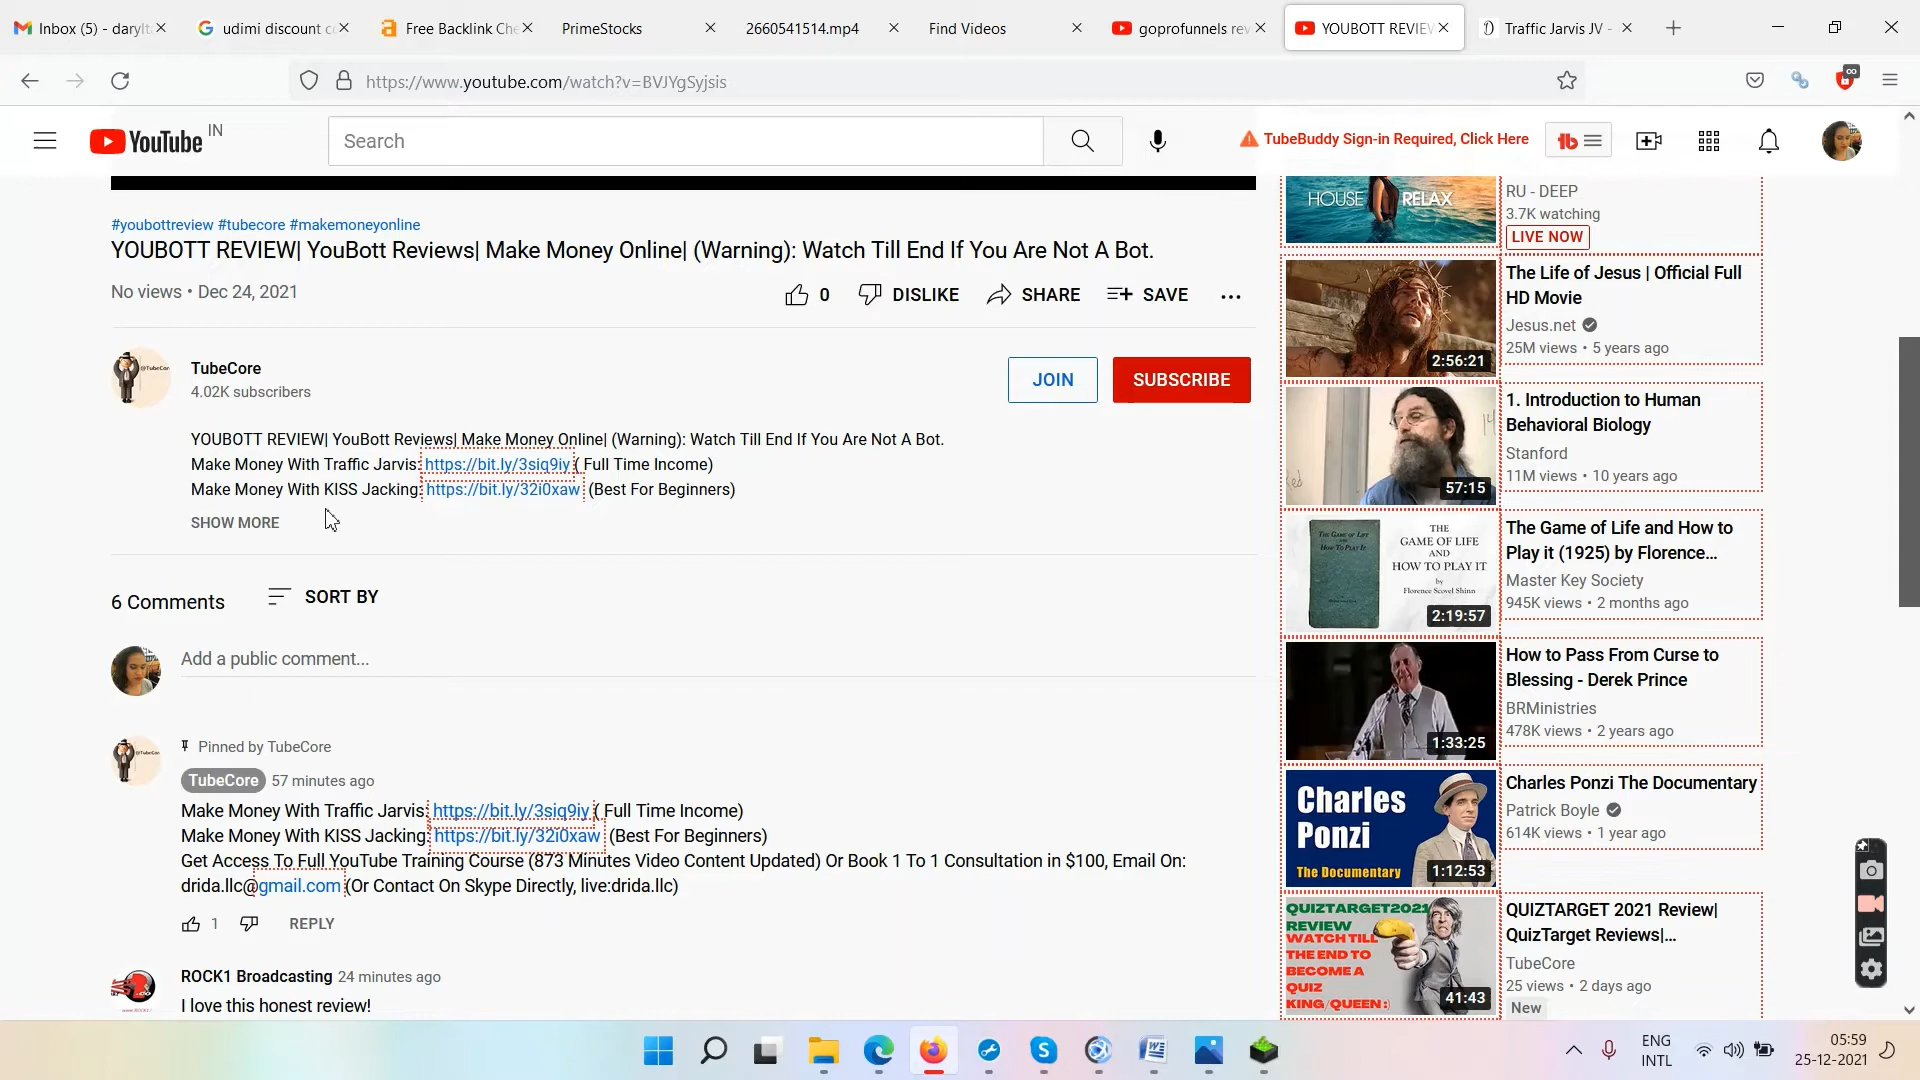 Inbox (5) - darylt
udimi discount c
Free Backlink Che
PrimeStocks
2660541514.mp4
Find Videos
goprofunnels rev
YOUBOTT REVIEW
Traffic Jarvis JV -
https://www.youtube.com/watch?v=BVJYgSyjsis
YouTube IN
Search
TubeBuddy Sign-in Required, Click Here
#youbottreview #tubecore #makemoneyonline
YOUBOTT REVIEW| YouBott Reviews| Make Money Online| (Warning): Watch Till End If You Are Not A Bot.
No views • Dec 24, 2021
0
DISLIKE
SHARE
SAVE
TubeCore
4.02K subscribers
JOIN
SUBSCRIBE
YOUBOTT REVIEW| YouBott Reviews| Make Money Online| (Warning): Watch Till End If You Are Not A Bot.
Make Money With Traffic Jarvis: https://bit.ly/3siq9iy ( Full Time Income)
Make Money With KISS Jacking: https://bit.ly/32i0xaw (Best For Beginners)
SHOW MORE
6 Comments
SORT BY
Add a public comment...
Pinned by TubeCore
TubeCore 57 minutes ago
Make Money With Traffic Jarvis: https://bit.ly/3siq9iy ( Full Time Income)
Make Money With KISS Jacking: https://bit.ly/32i0xaw (Best For Beginners)
Get Access To Full YouTube Training Course (873 Minutes Video Content Updated) Or Book 1 To 1 Consultation in $100, Email On:
drida.llc@gmail.com (Or Contact On Skype Directly, live:drida.llc)
1
REPLY
ROCK1 Broadcasting 24 minutes ago
I love this honest review!
HOUSE RELAX
RU - DEEP
3.7K watching
LIVE NOW
The Life of Jesus | Official Full
HD Movie
Jesus.net
25M views • 5 years ago
2:56:21
1. Introduction to Human
Behavioral Biology
Stanford
11M views • 10 years ago
57:15
THE
GAME OF LIFE
AND
HOW TO PLAY IT
by
Florence Scovel Shinn
2:19:57
The Game of Life and How to
Play it (1925) by Florence...
Master Key Society
945K views • 2 months ago
How to Pass From Curse to
Blessing - Derek Prince
BRMinistries
478K views • 2 years ago
1:33:25
Charles
Ponzi
The Documentary
1:12:53
Charles Ponzi The Documentary
Patrick Boyle
614K views • 1 year ago
QUIZTARGET2021
REVIEW
WATCH TILL
THE END TO
BECOME A
QUIZ
KING/QUEEN :)
41:43
QUIZTARGET 2021 Review|
QuizTarget Reviews|...
TubeCore
25 views • 2 days ago
New
ENG
INTL
05:59
25-12-2021